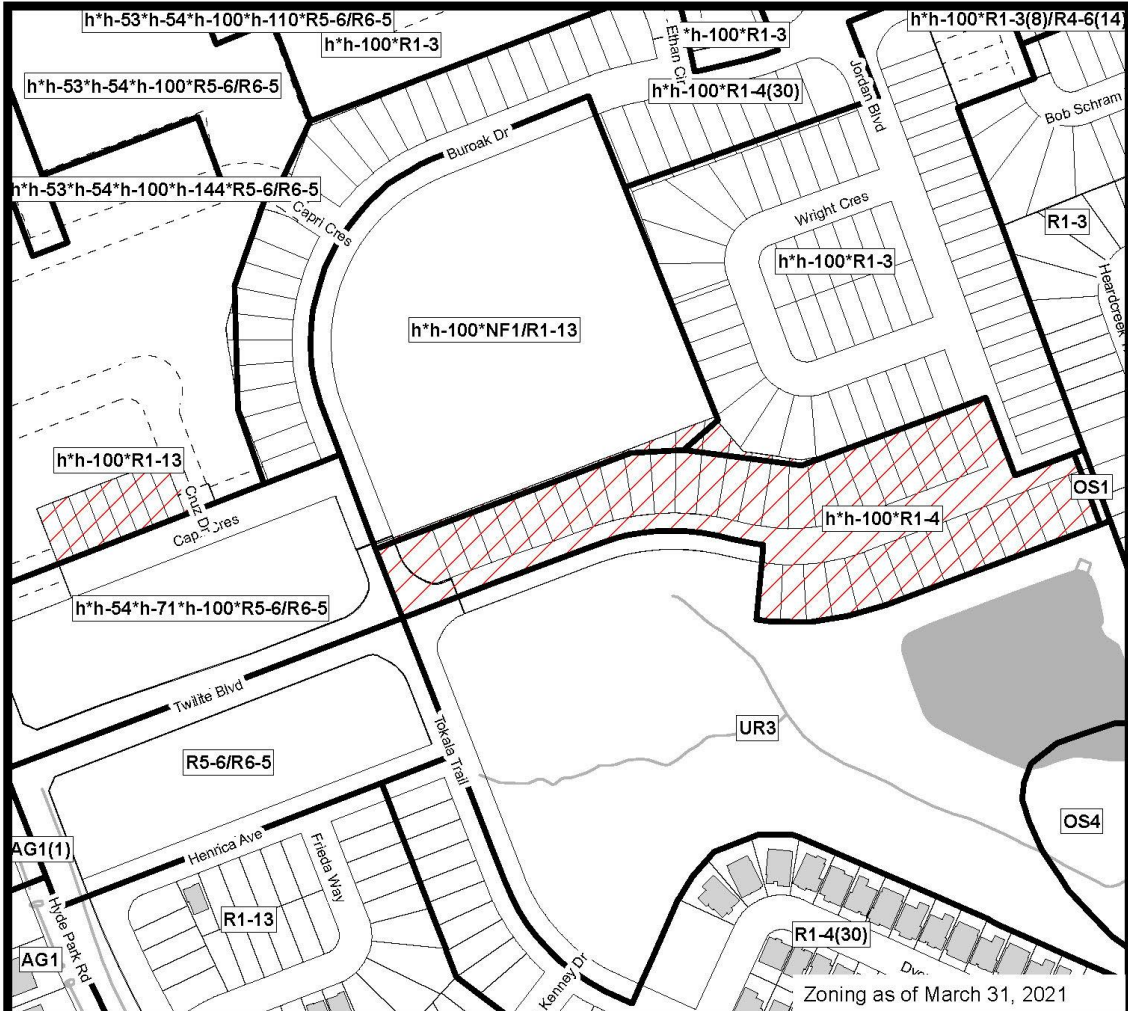 h*h-53*h-54*h-100*h-110*R5-6/R6-5
h*h-100*R1-3
Ethan Cir
*h-100*R1-3
h*h-100*R1-3(8)/R4-6(14)
h*h-53*h-54*h-100*R5-6/R6-5
h*h-100*R1-4(30)
Jordan Blvd
Bob Schram
Buroak Dr
h*h-53*h-54*h-100*h-144*R5-6/R6-5
Capri Cres
Wright Cres
R1-3
h*h-100*R1-3
Heardcreek
h*h-100*NF1/R1-13
h*h-100*R1-13
Cruz Dr
OS1
h*h-100*R1-4
Cres
h*h-54*h-71*h-100*R5-6/R6-5
Twilite Blvd
Tokala Trail
UR3
R5-6/R6-5
OS4
AG1(1)
Henrica Ave
Frieda Way
Hyde Park Rd
R1-13
R1-4(30)
AG1
Kenney Dr
Zoning as of March 31, 2021